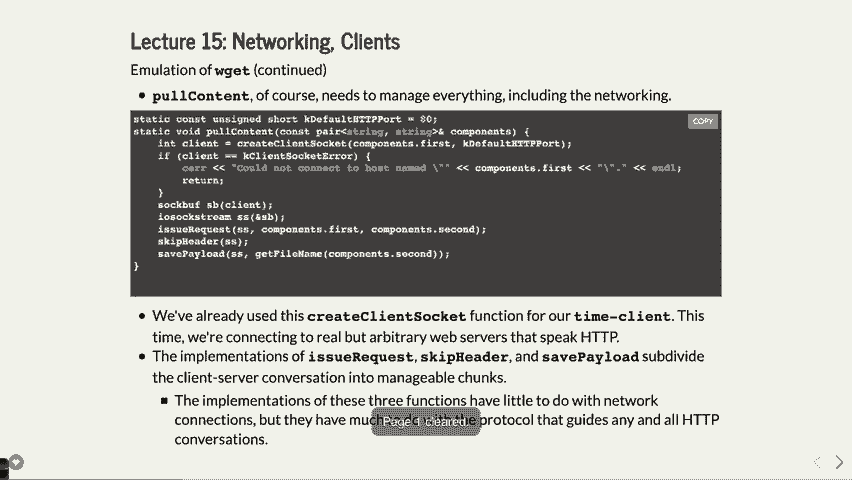 Lecture 15: Networking, Clients
Emulation of wget (continued)
• pullContent, of course, needs to manage everything, including the networking.
COPY
static const unsigned short kDefaultHTTPPort = 80;
static void pullContent(const pair<string, string>& components) {
    int client = createClientSocket(components.first, kDefaultHTTPPort);
    if (client == kClientSocketError) {
        cerr << "Could not connect to host named \"" << components.first << "\"." << endl;
        return;
    }
    sockbuf sb(client);
    iosockstream ss(&sb);
    issueRequest(ss, components.first, components.second);
    skipHeader(ss);
    savePayload(ss, getFileName(components.second));
}
• We've already used this createClientSocket function for our time-client. This
time, we're connecting to real but arbitrary web servers that speak HTTP.
• The implementations of issueRequest, skipHeader, and savePayload subdivide
the client-server conversation into manageable chunks.
▪ The implementations of these three functions have little to do with network
connections, but they have much the protocol that guides any and all HTTP
Page 1 cleared
conversations.